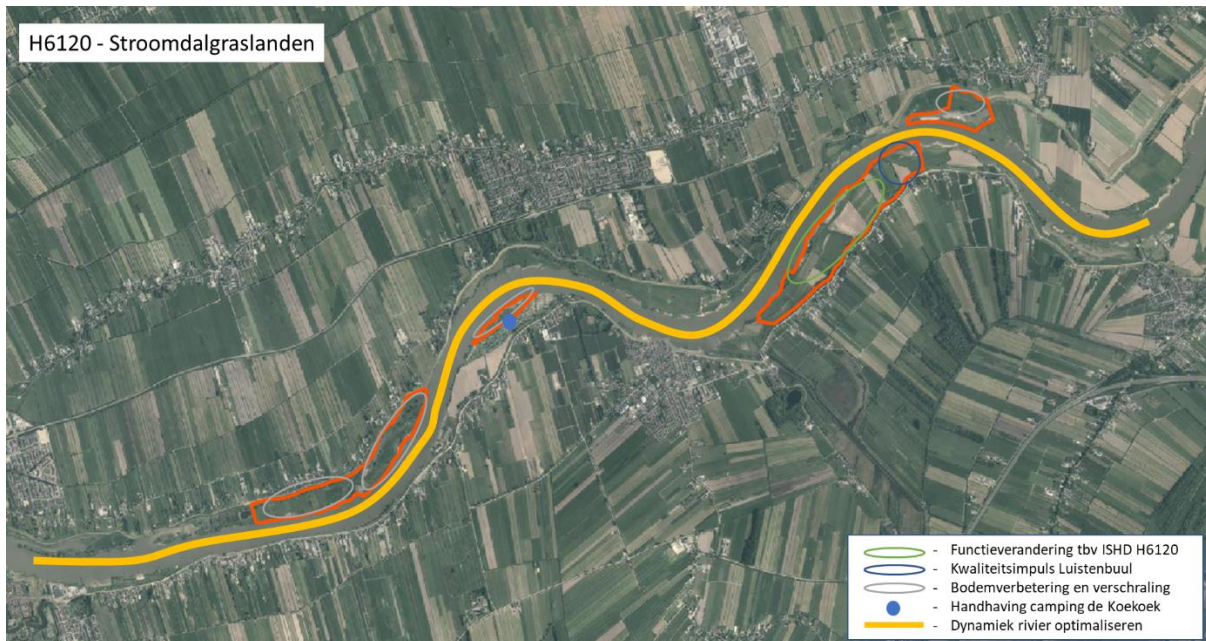 H6120 - Stroomdalgraslanden
- Functieverandering tbv ISHD H6120
- Kwaliteitsimpuls Luistenbuul
- Bodemverbetering en verschraling
- Handhaving camping de Koekoek
- Dynamiek rivier optimaliseren